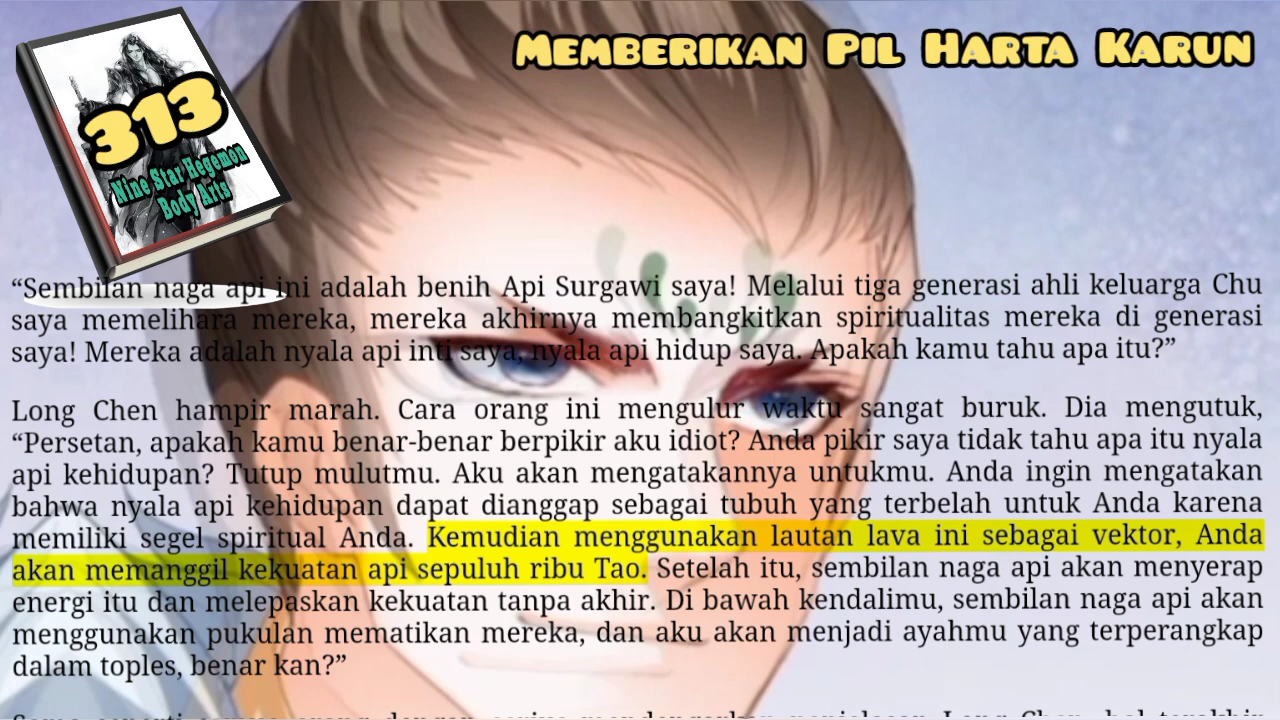 Memberikan Pil Harta Karun
313
Nine Star Hegemon
Body Arts
“Sembilan naga api ini adalah benih Api Surgawi saya! Melalui tiga generasi ahli keluarga Chu
saya memelihara mereka, mereka akhirnya membangkitkan spiritualitas mereka di generasi
saya! Mereka adalah nyala api inti saya, nyala api hidup saya. Apakah kamu tahu apa itu?”
Long Chen hampir marah. Cara orang ini mengulur waktu sangat buruk. Dia mengutuk,
“Persetan, apakah kamu benar-benar berpikir aku idiot? Anda pikir saya tidak tahu apa itu nyala
api kehidupan? Tutup mulutmu. Aku akan mengatakannya untukmu. Anda ingin mengatakan
bahwa nyala api kehidupan dapat dianggap sebagai tubuh yang terbelah untuk Anda karena
memiliki segel spiritual Anda. Kemudian menggunakan lautan lava ini sebagai vektor, Anda
akan memanggil kekuatan api sepuluh ribu Tao. Setelah itu, sembilan naga api akan menyerap
energi itu dan melepaskan kekuatan tanpa akhir. Di bawah kendalimu, sembilan naga api akan
menggunakan pukulan mematikan mereka, dan aku akan menjadi ayahmu yang terperangkap
dalam toples, benar kan?”